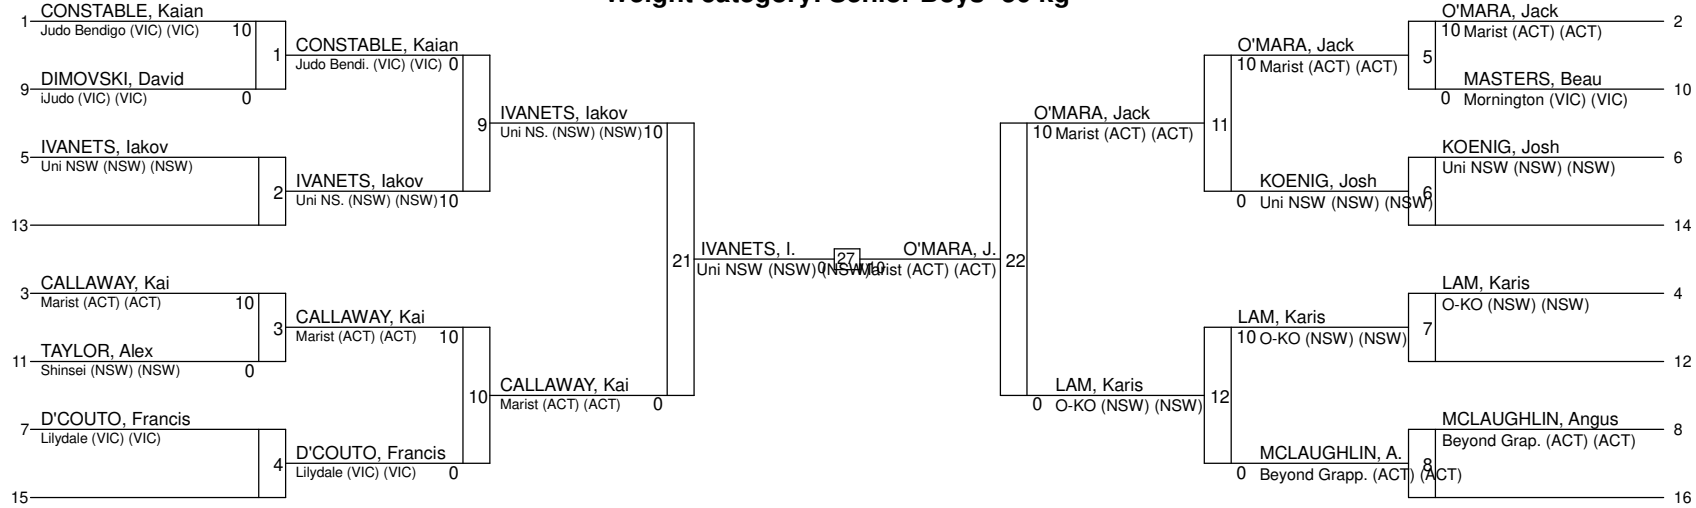 1
CONSTABLE, Kaian
Judo Bendigo (VIC) (VIC)
10
9
DIMOVSKI, David
iJudo (VIC) (VIC)
0
1
5
IVANETS, Iakov
Uni NSW (NSW) (NSW)
13
2
3
CALLAWAY, Kai
Marist (ACT) (ACT)
10
11
TAYLOR, Alex
Shinsei (NSW) (NSW)
0
3
7
D'COUTO, Francis
Lilydale (VIC) (VIC)
15
4
CONSTABLE, Kaian
Judo Bendi. (VIC) (VIC) 0
IVANETS, Iakov
Uni NS. (NSW) (NSW) 10
9
CALLAWAY, Kai
Marist (ACT) (ACT) 10
D'COUTO, Francis
Lilydale (VIC) (VIC) 0
10
IVANETS, Iakov
Uni NS. (NSW) (NSW) 10
CALLAWAY, Kai
Marist (ACT) (ACT) 0
21
IVANETS, I.
Uni NSW (NSW) (NSW)
0
27
10
O'MARA, J.
Marist (ACT) (ACT)
22
O'MARA, Jack
10 Marist (ACT) (ACT)
LAM, Karis
0 O-KO (NSW) (NSW)
11
O'MARA, Jack
10 Marist (ACT) (ACT)
KOENIG, Josh
0 Uni NSW (NSW) (NSW)
12
LAM, Karis
10 O-KO (NSW) (NSW)
MCLAUGHLIN, A.
0 Beyond Grapp. (ACT) (ACT)
5
O'MARA, Jack
10 Marist (ACT) (ACT)
2
MASTERS, Beau
0 Mornington (VIC) (VIC)
10
6
KOENIG, Josh
Uni NSW (NSW) (NSW)
6
14
7
LAM, Karis
O-KO (NSW) (NSW)
4
12
8
MCLAUGHLIN, Angus
Beyond Grap. (ACT) (ACT)
8
16